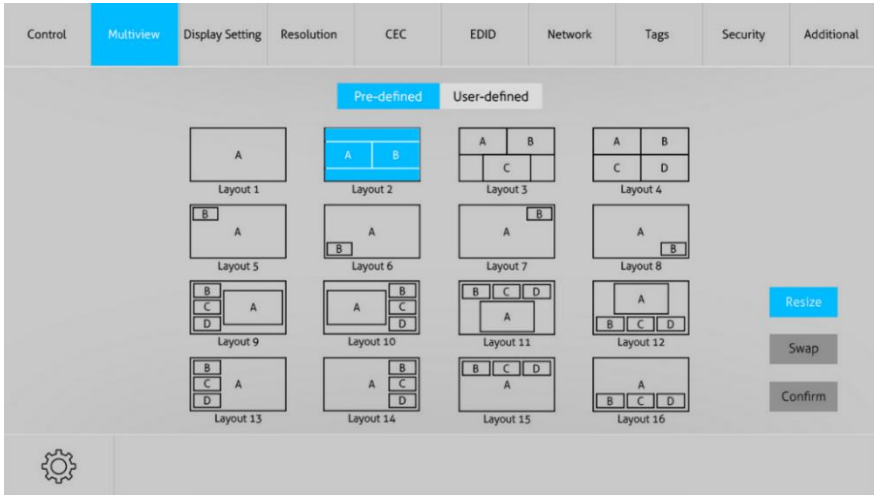 Control Multiview Display Setting Resolution CEC EDID Network Tags Security Additional
Pre-defined User-defined
A A B A B A B
C C D
Layout 1 Layout 2 Layout 3 Layout 4
B B
A A A A
B B
Layout 5 Layout 6 Layout 7 Layout 8
B B B C D A
C A A C A
D D B C D
Layout 9 Layout 10 Layout 11 Layout 12
Resize
B B B C D
C A A C A A
D D B C D
Layout 13 Layout 14 Layout 15 Layout 16
Swap
Confirm